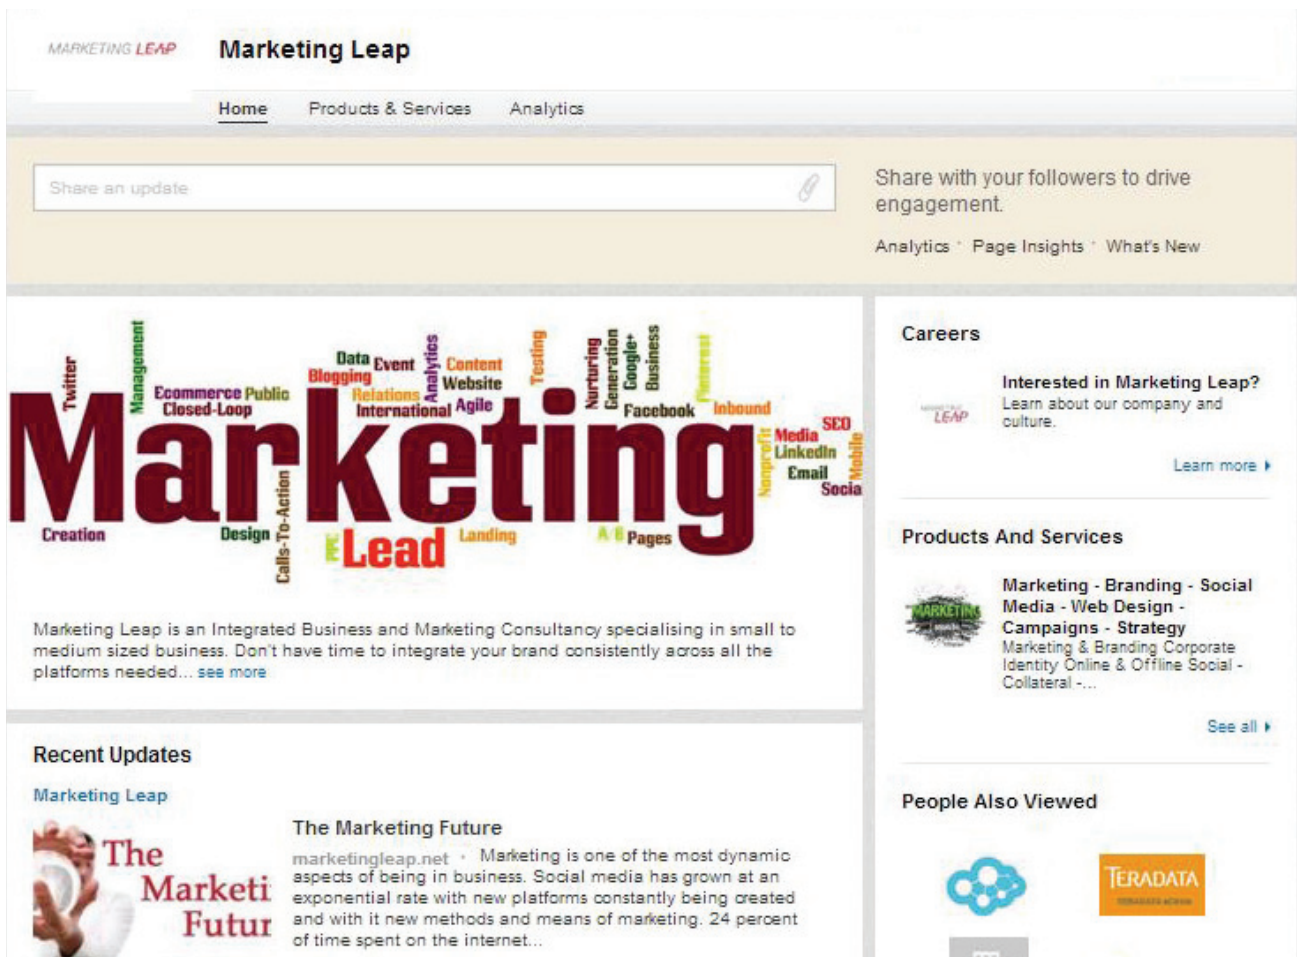 MARKETING LEAP
Marketing Leap
Home Products & Services Analytics
Share an update
Share with your followers to drive
engagement.
Analytics · Page Insights · What's New
Twitter
Management
Ecommerce Public
Closed-Loop
Data Event
Blogging
Relations
International Agile
Analytics
Content
Website
Testing
Nurturing
Generation
Google+
Business
Facebook
Pinterest
Inbound
Marketing
Nonprofit
Media SEO
LinkedIn
Email
Mobile
Socia
Creation
Design
Calls-To-Action
PPC
Lead
Landing
A/B Pages
Marketing Leap is an Integrated Business and Marketing Consultancy specialising in small to
medium sized business. Don't have time to integrate your brand consistently across all the
platforms needed... see more
Recent Updates
Marketing Leap
The
Marketi
Futur
The Marketing Future
marketingleap.net · Marketing is one of the most dynamic
aspects of being in business. Social media has grown at an
exponential rate with new platforms constantly being created
and with it new methods and means of marketing. 24 percent
of time spent on the internet...
Careers
LEAP
Interested in Marketing Leap?
Learn about our company and
culture.
Learn more
Products And Services
MARKETING
Marketing - Branding - Social
Media - Web Design -
Campaigns - Strategy
Marketing & Branding Corporate
Identity Online & Offline Social -
Collateral -...
See all
People Also Viewed
TERADATA